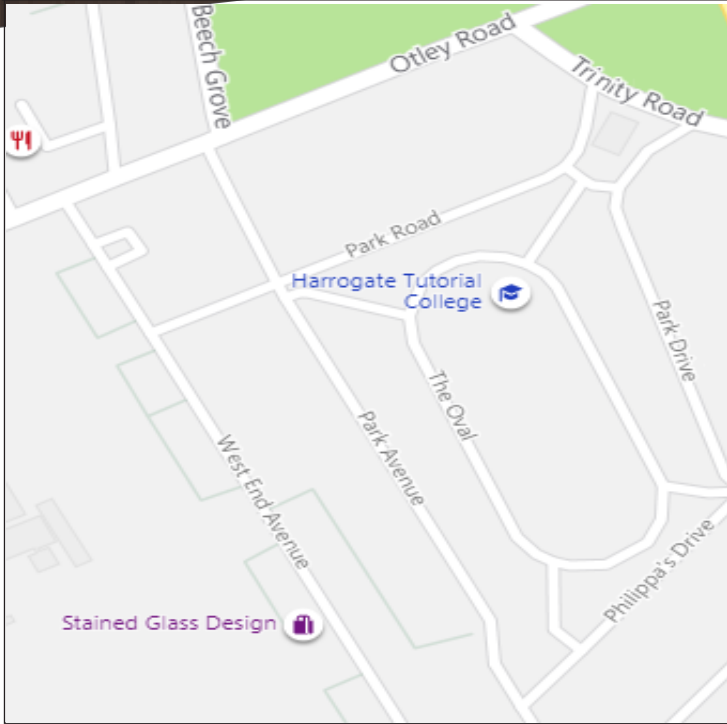 Beech Grove
Otley Road
Trinity Road
Park Road
Harrogate Tutorial
College
Park Drive
The Oval
Park Avenue
West End Avenue
Philippa's Drive
Stained Glass Design